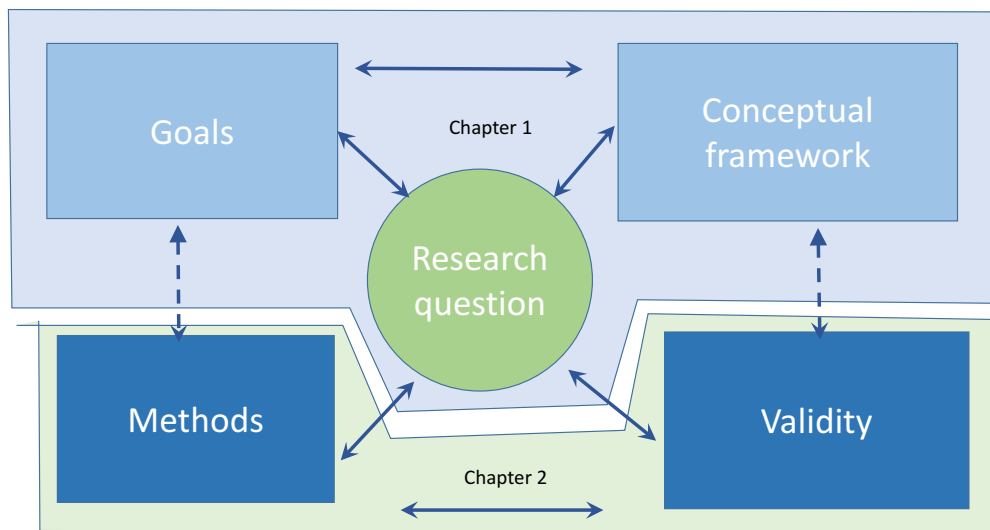 Goals
Chapter 1
Conceptual
framework
Research
question
Methods
Validity
Chapter 2